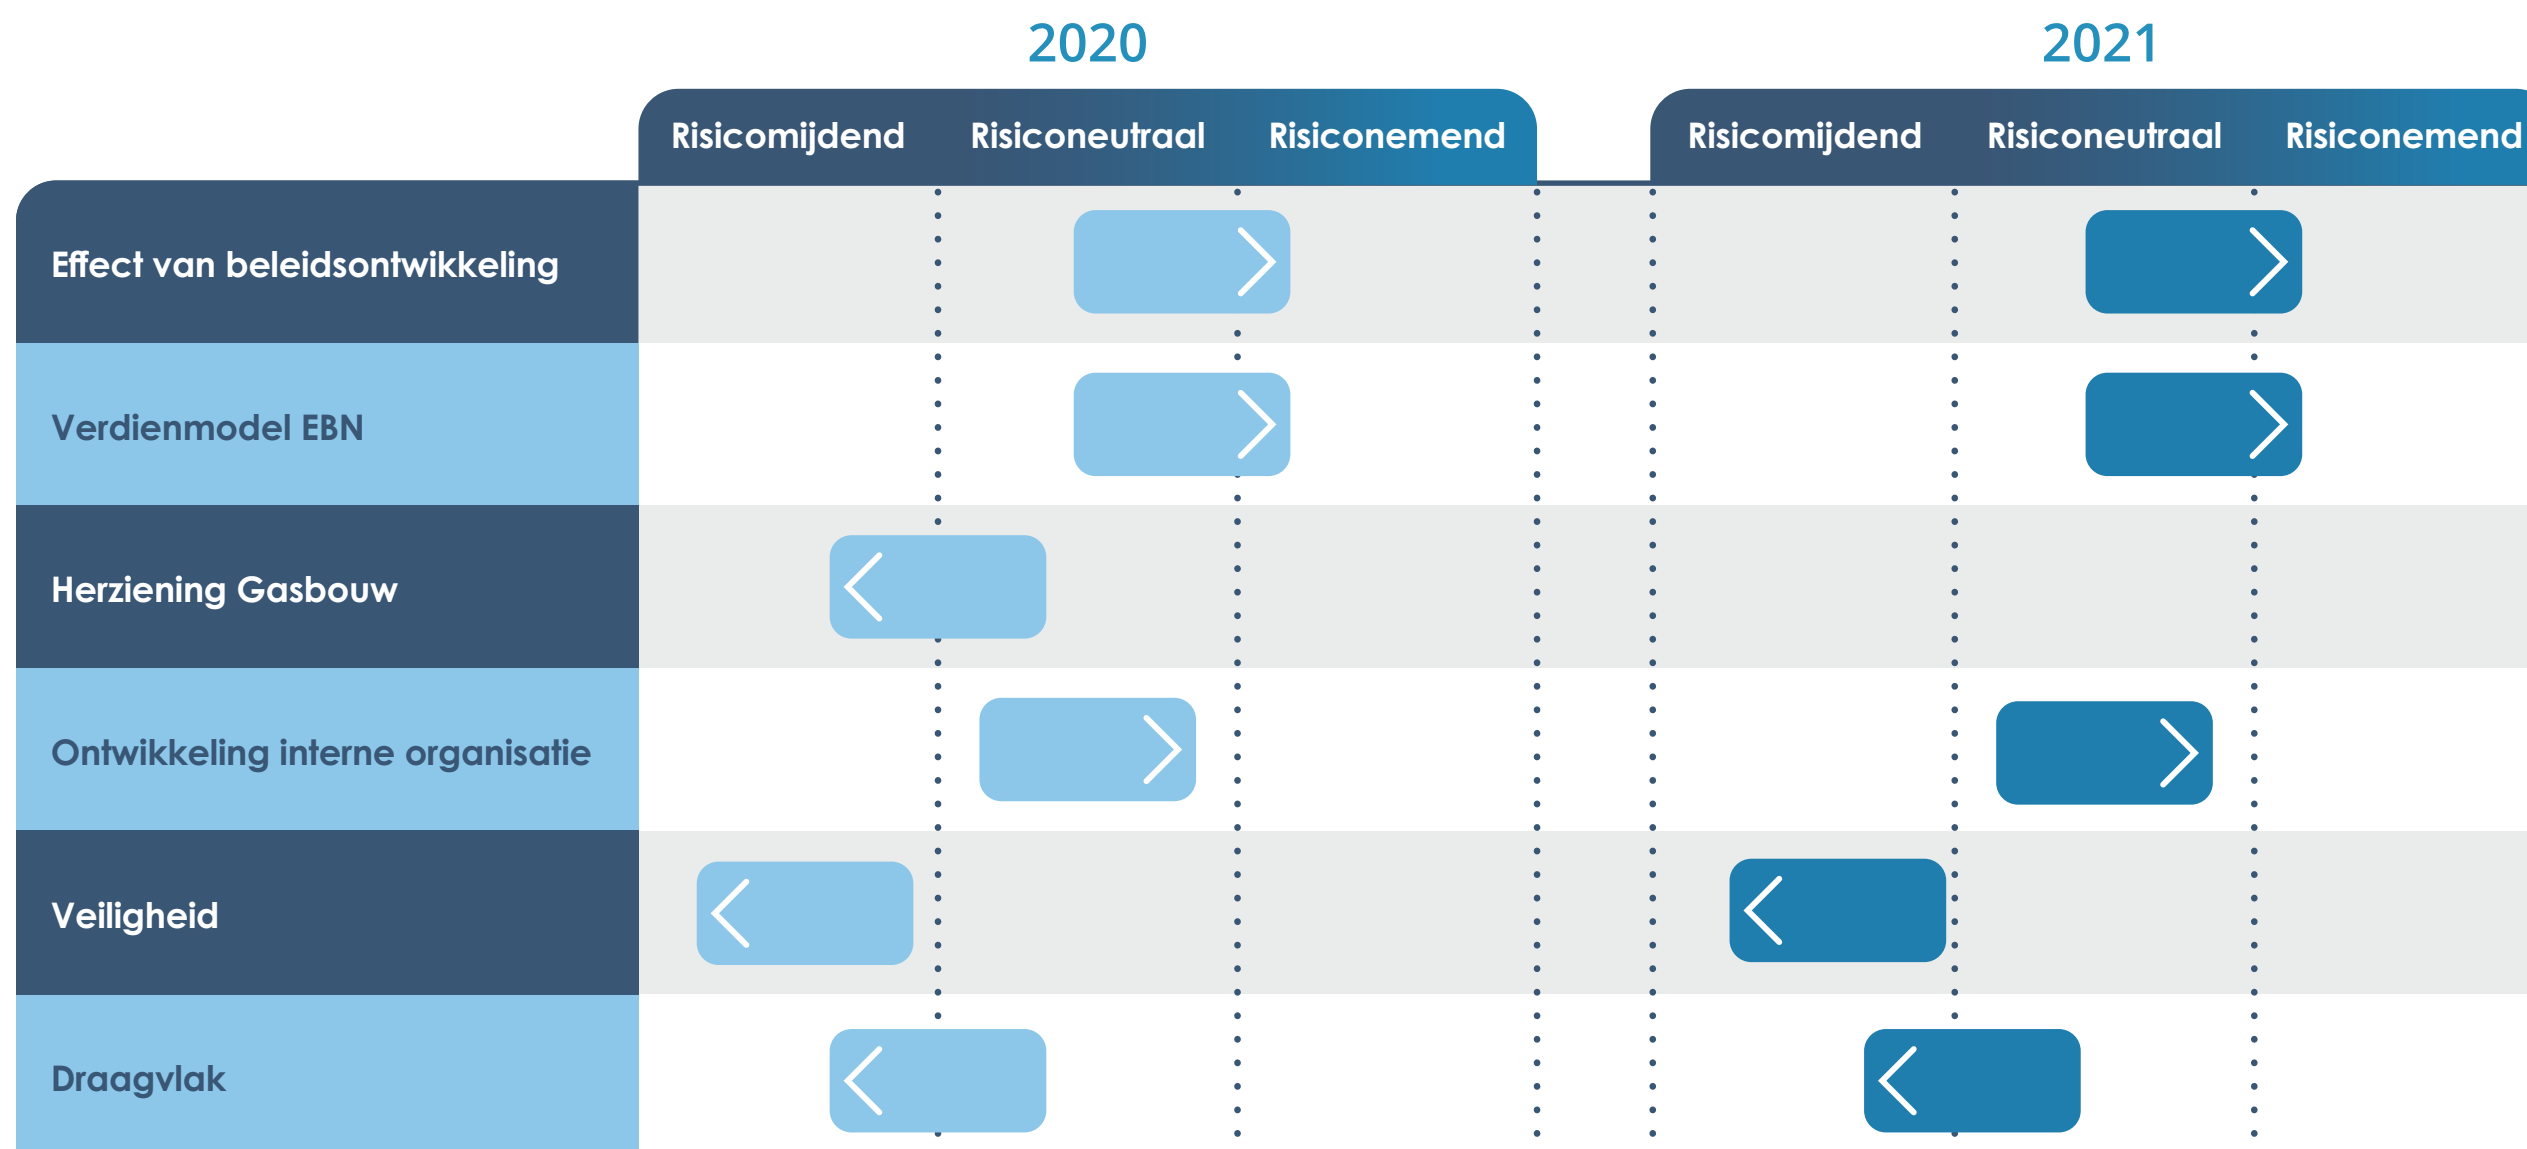 2020 2021
Risicomijdend Risiconeutraal Risiconemend Risicomijdend Risiconeutraal Risiconemend
Effect van beleidsontwikkeling
Verdienmodel EBN
Herziening Gasbouw
Ontwikkeling interne organisatie
Veiligheid
Draagvlak